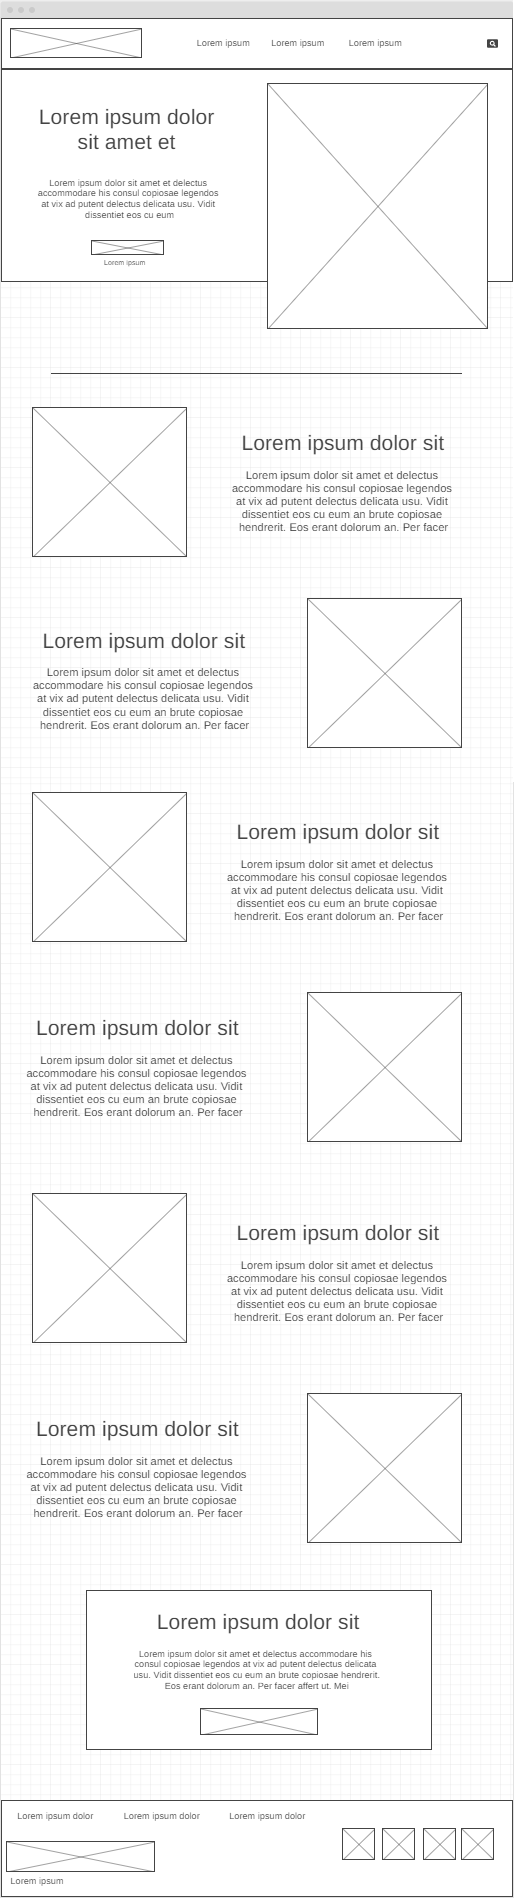 Lorem ipsum Lorem ipsum Lorem ipsum
Lorem ipsum dolor
sit amet et
Lorem ipsum dolor sit amet et delectus
accommodare his consul copiosae legendos
at vix ad putent delectus delicata usu. Vidit
dissentiet eos cu eum
Lorem ipsum
Lorem ipsum dolor sit
Lorem ipsum dolor sit amet et delectus
accommodare his consul copiosae legendos
at vix ad putent delectus delicata usu. Vidit
dissentiet eos cu eum an brute copiosae
hendrerit. Eos erant dolorum an. Per facer
Lorem ipsum dolor sit
Lorem ipsum dolor sit amet et delectus
accommodare his consul copiosae legendos
at vix ad putent delectus delicata usu. Vidit
dissentiet eos cu eum an brute copiosae
hendrerit. Eos erant dolorum an. Per facer
Lorem ipsum dolor sit
Lorem ipsum dolor sit amet et delectus
accommodare his consul copiosae legendos
at vix ad putent delectus delicata usu. Vidit
dissentiet eos cu eum an brute copiosae
hendrerit. Eos erant dolorum an. Per facer
Lorem ipsum dolor sit
Lorem ipsum dolor sit amet et delectus
accommodare his consul copiosae legendos
at vix ad putent delectus delicata usu. Vidit
dissentiet eos cu eum an brute copiosae
hendrerit. Eos erant dolorum an. Per facer
Lorem ipsum dolor sit
Lorem ipsum dolor sit amet et delectus
accommodare his consul copiosae legendos
at vix ad putent delectus delicata usu. Vidit
dissentiet eos cu eum an brute copiosae
hendrerit. Eos erant dolorum an. Per facer
Lorem ipsum dolor sit
Lorem ipsum dolor sit amet et delectus
accommodare his consul copiosae legendos
at vix ad putent delectus delicata usu. Vidit
dissentiet eos cu eum an brute copiosae
hendrerit. Eos erant dolorum an. Per facer
Lorem ipsum dolor sit
Lorem ipsum dolor sit amet et delectus accommodare his
consul copiosae legendos at vix ad putent delectus delicata
usu. Vidit dissentiet eos cu eum an brute copiosae hendrerit.
Eos erant dolorum an. Per facer affert ut. Mei
Lorem ipsum dolor Lorem ipsum dolor Lorem ipsum dolor
Lorem ipsum